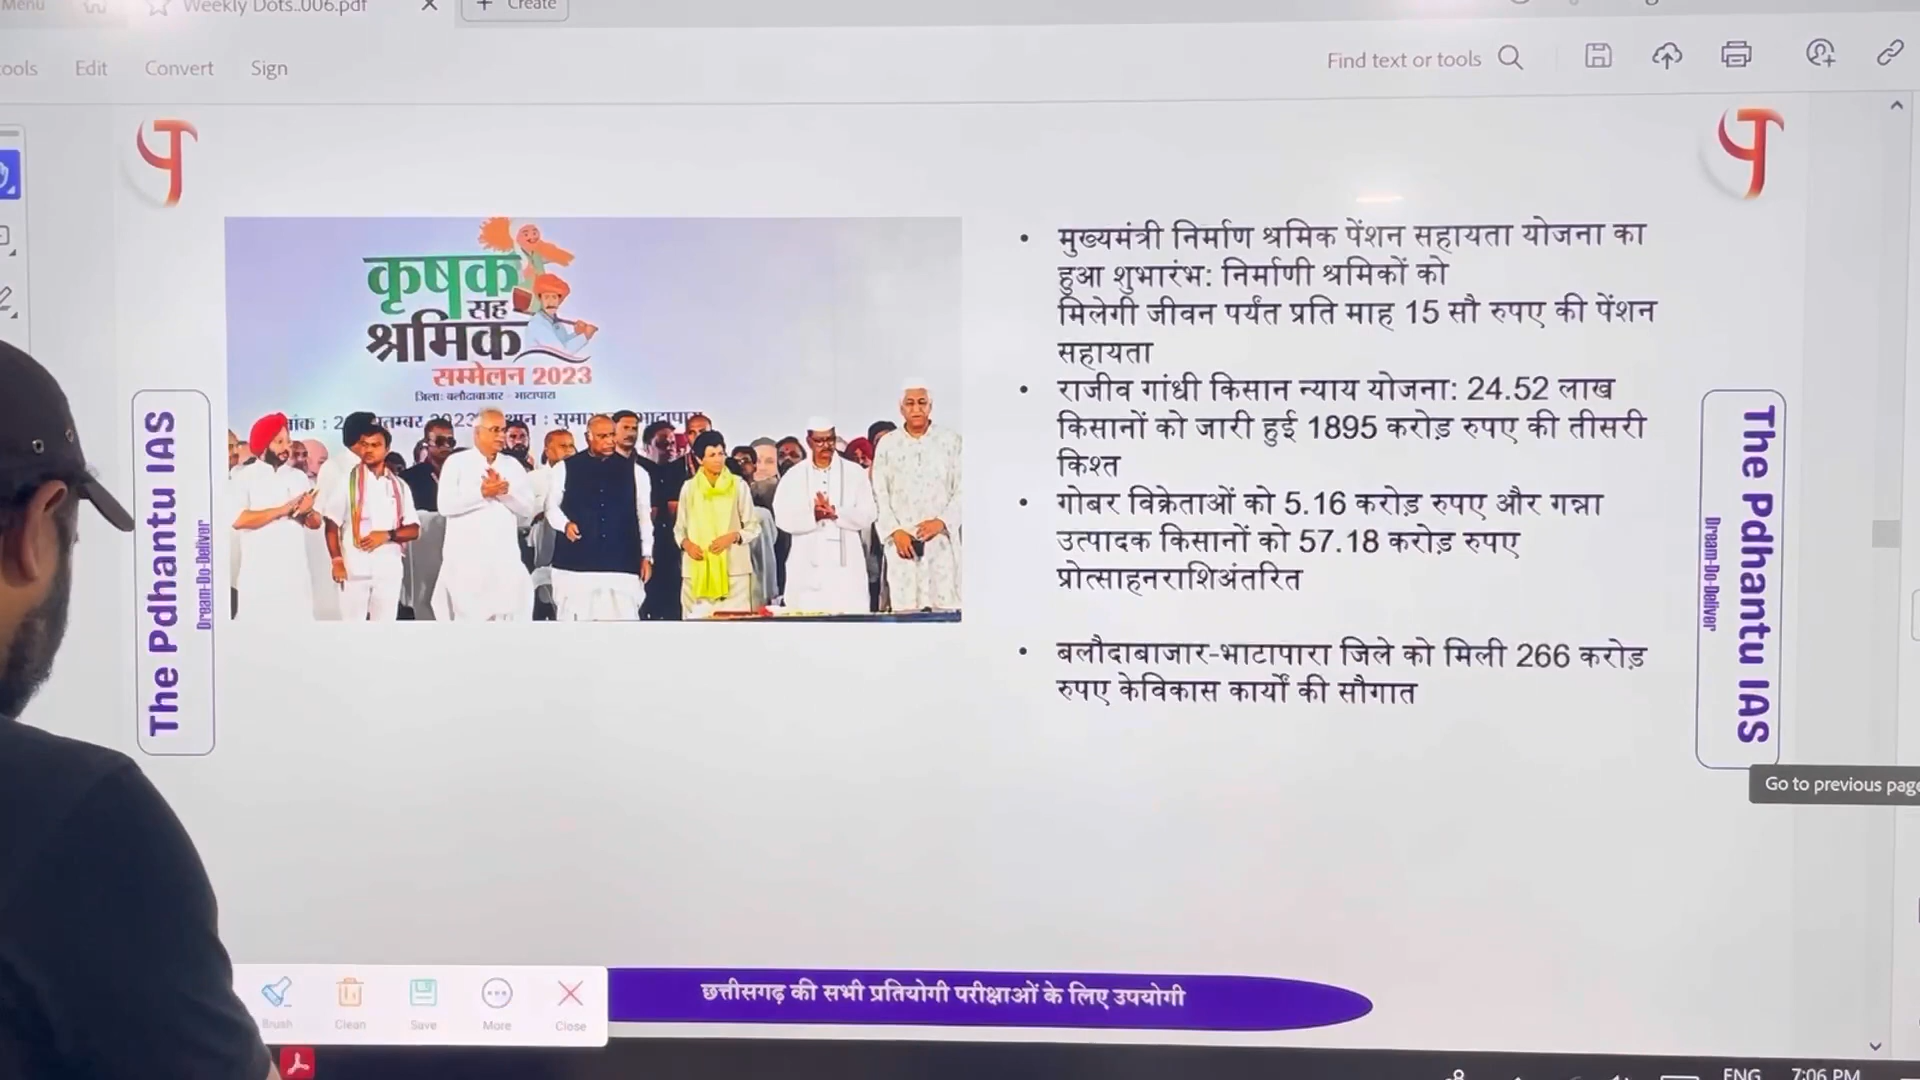 Menu
Weekly Dots..006.pdf
Create
ools
Edit
Convert
Sign
Find text or tools
मुख्यमंत्री निर्माण श्रमिक पेंशन सहायता योजना का
हुआ शुभारंभ: निर्माणी श्रमिकों को
मिलेगी जीवन पर्यंत प्रति माह 15 सौ रुपए की पेंशन
सहायता
राजीव गांधी किसान न्याय योजना: 24.52 लाख
किसानों को जारी हुई 1895 करोड़ रुपए की तीसरी
किश्त
गोबर विक्रेताओं को 5.16 करोड़ रुपए और गन्ना
उत्पादक किसानों को 57.18 करोड़ रुपए
प्रोत्साहनराशिअंतरित
बलौदाबाजार-भाटापारा जिले को मिली 266 करोड़
रुपए केविकास कार्यों की सौगात
कृषक
सह
श्रमिक
सम्मेलन 2023
जिला: बलौदाबाजार - भाटापारा
The Pdhantu IAS
Dream-Do-Deliver
The Pdhantu IAS
Dream-Do-Deliver
Go to previous page
छत्तीसगढ़ की सभी प्रतियोगी परीक्षाओं के लिए उपयोगी
Brush
Clean
Save
More
Close
ENG
7:06 PM